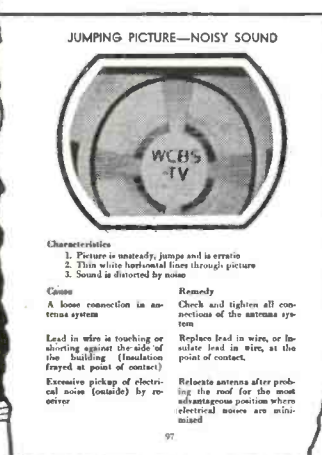 JUMPING PICTURE—NOISY SOUND
WCBS
-TV
Characteristics
1. Picture is unsteady, jumps and is erratic
2. Thin white horizontal lines through picture
3. Sound is distorted by noise
Cause
A loose connection in an-
tenna system
Lead in wire is touching or
shorting against the side of
the building (Insulation
frayed at point of contact)
Excessive pickup of electri-
cal noise (outside) by re-
ceiver
Remedy
Check and tighten all con-
nections of the antenna sys-
tem
Replace lead in wire, or In-
sulate lead in wire, at the
point of contact.
Relocate antenna after prob-
ing the roof for the most
advantageous position where
electrical noises are mini-
mized
97